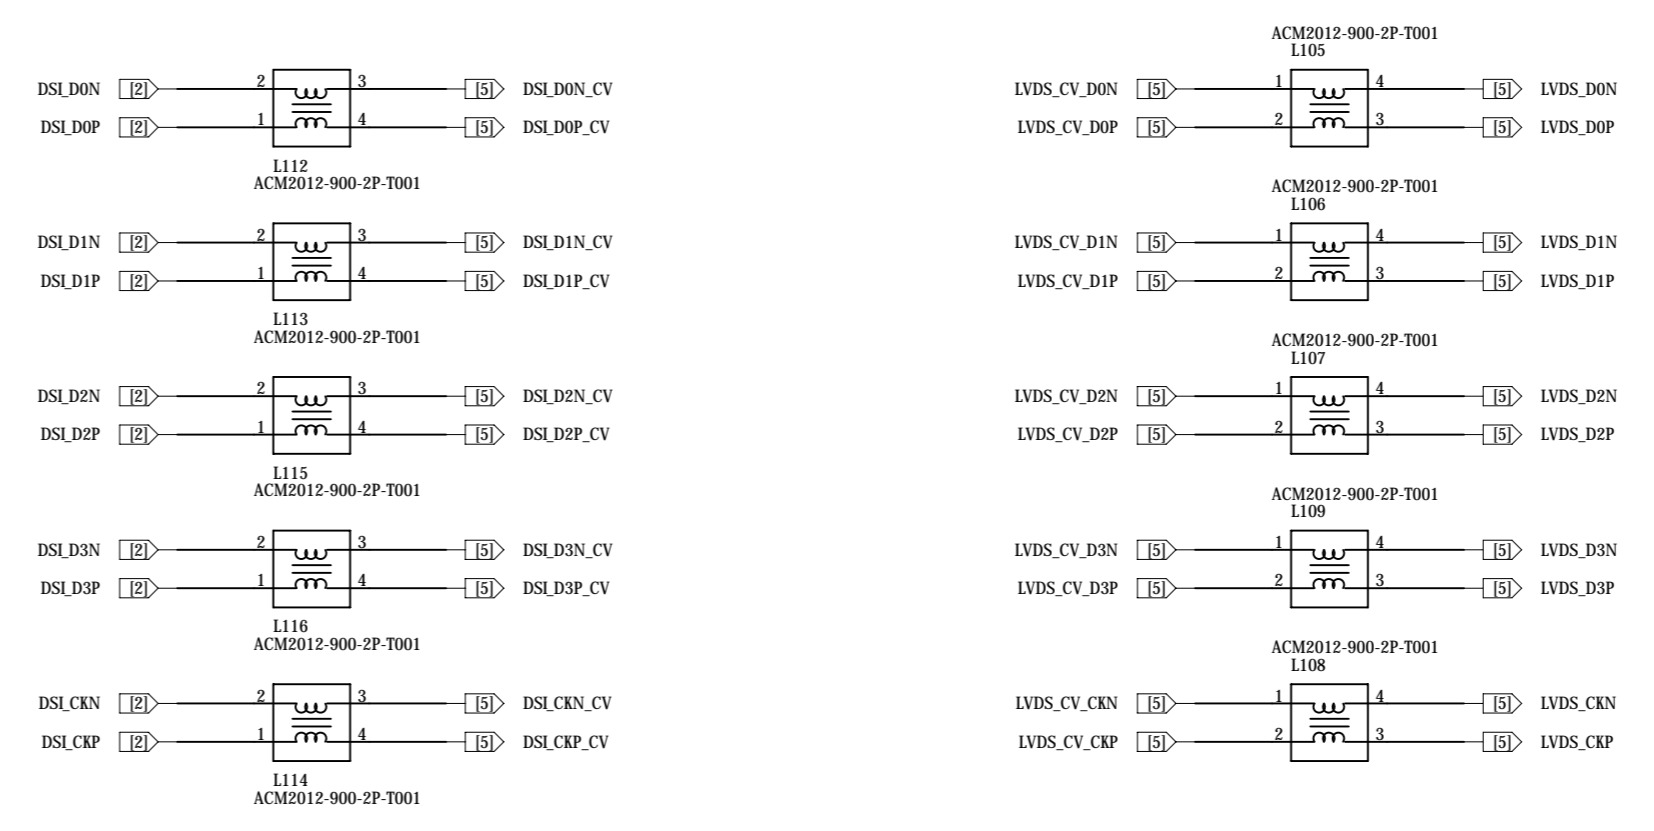 ACM2012-900-2P-T001
L105
DSI_D0N [2] 2 3 [5] DSI_D0N_CV
LVDS_CV_D0N [5] 1 4 [5] LVDS_D0N
DSI_D0P [2] 1 4 [5] DSI_D0P_CV
LVDS_CV_D0P [5] 2 3 [5] LVDS_D0P
L112
ACM2012-900-2P-T001
ACM2012-900-2P-T001
L106
DSI_D1N [2] 2 3 [5] DSI_D1N_CV
LVDS_CV_D1N [5] 1 4 [5] LVDS_D1N
DSI_D1P [2] 1 4 [5] DSI_D1P_CV
LVDS_CV_D1P [5] 2 3 [5] LVDS_D1P
L113
ACM2012-900-2P-T001
ACM2012-900-2P-T001
L107
DSI_D2N [2] 2 3 [5] DSI_D2N_CV
LVDS_CV_D2N [5] 1 4 [5] LVDS_D2N
DSI_D2P [2] 1 4 [5] DSI_D2P_CV
LVDS_CV_D2P [5] 2 3 [5] LVDS_D2P
L115
ACM2012-900-2P-T001
ACM2012-900-2P-T001
L109
DSI_D3N [2] 2 3 [5] DSI_D3N_CV
LVDS_CV_D3N [5] 1 4 [5] LVDS_D3N
DSI_D3P [2] 1 4 [5] DSI_D3P_CV
LVDS_CV_D3P [5] 2 3 [5] LVDS_D3P
L116
ACM2012-900-2P-T001
ACM2012-900-2P-T001
L108
DSI_CKN [2] 2 3 [5] DSI_CKN_CV
LVDS_CV_CKN [5] 1 4 [5] LVDS_CKN
DSI_CKP [2] 1 4 [5] DSI_CKP_CV
LVDS_CV_CKP [5] 2 3 [5] LVDS_CKP
L114
ACM2012-900-2P-T001